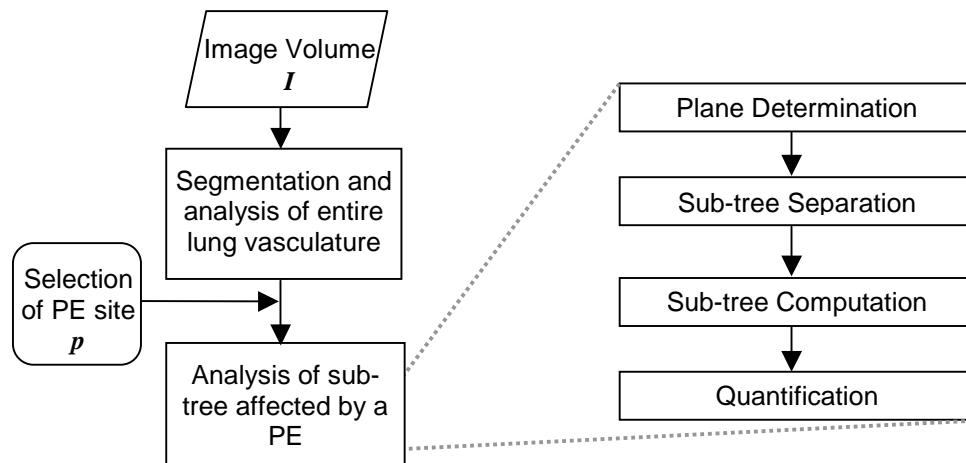 Image Volume
I
Segmentation and
analysis of entire
lung vasculature
Selection
of PE site
p
Analysis of sub-
tree affected by a
PE
Plane Determination
Sub-tree Separation
Sub-tree Computation
Quantification